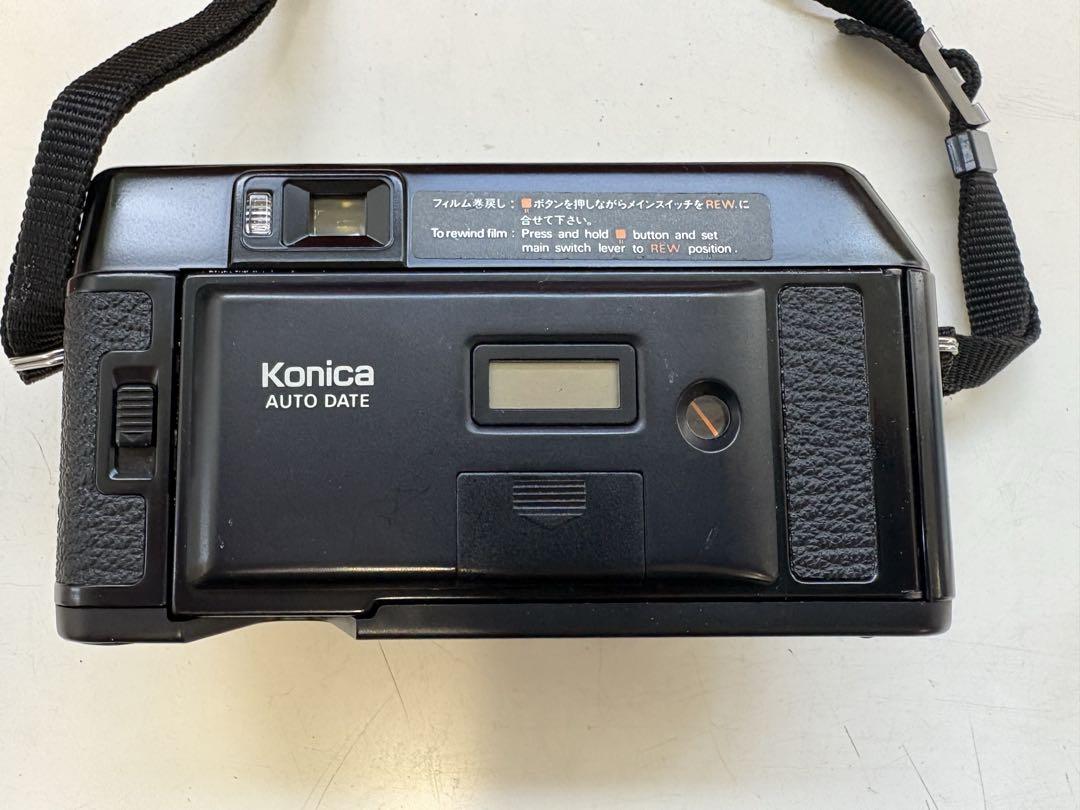 フィルム巻戻し : ■ボタンを押しながらメインスイッチをREW.に
合せて下さい。
To rewind film : Press and hold ■ button and set
main switch lever to REW position.
Konica
AUTO DATE